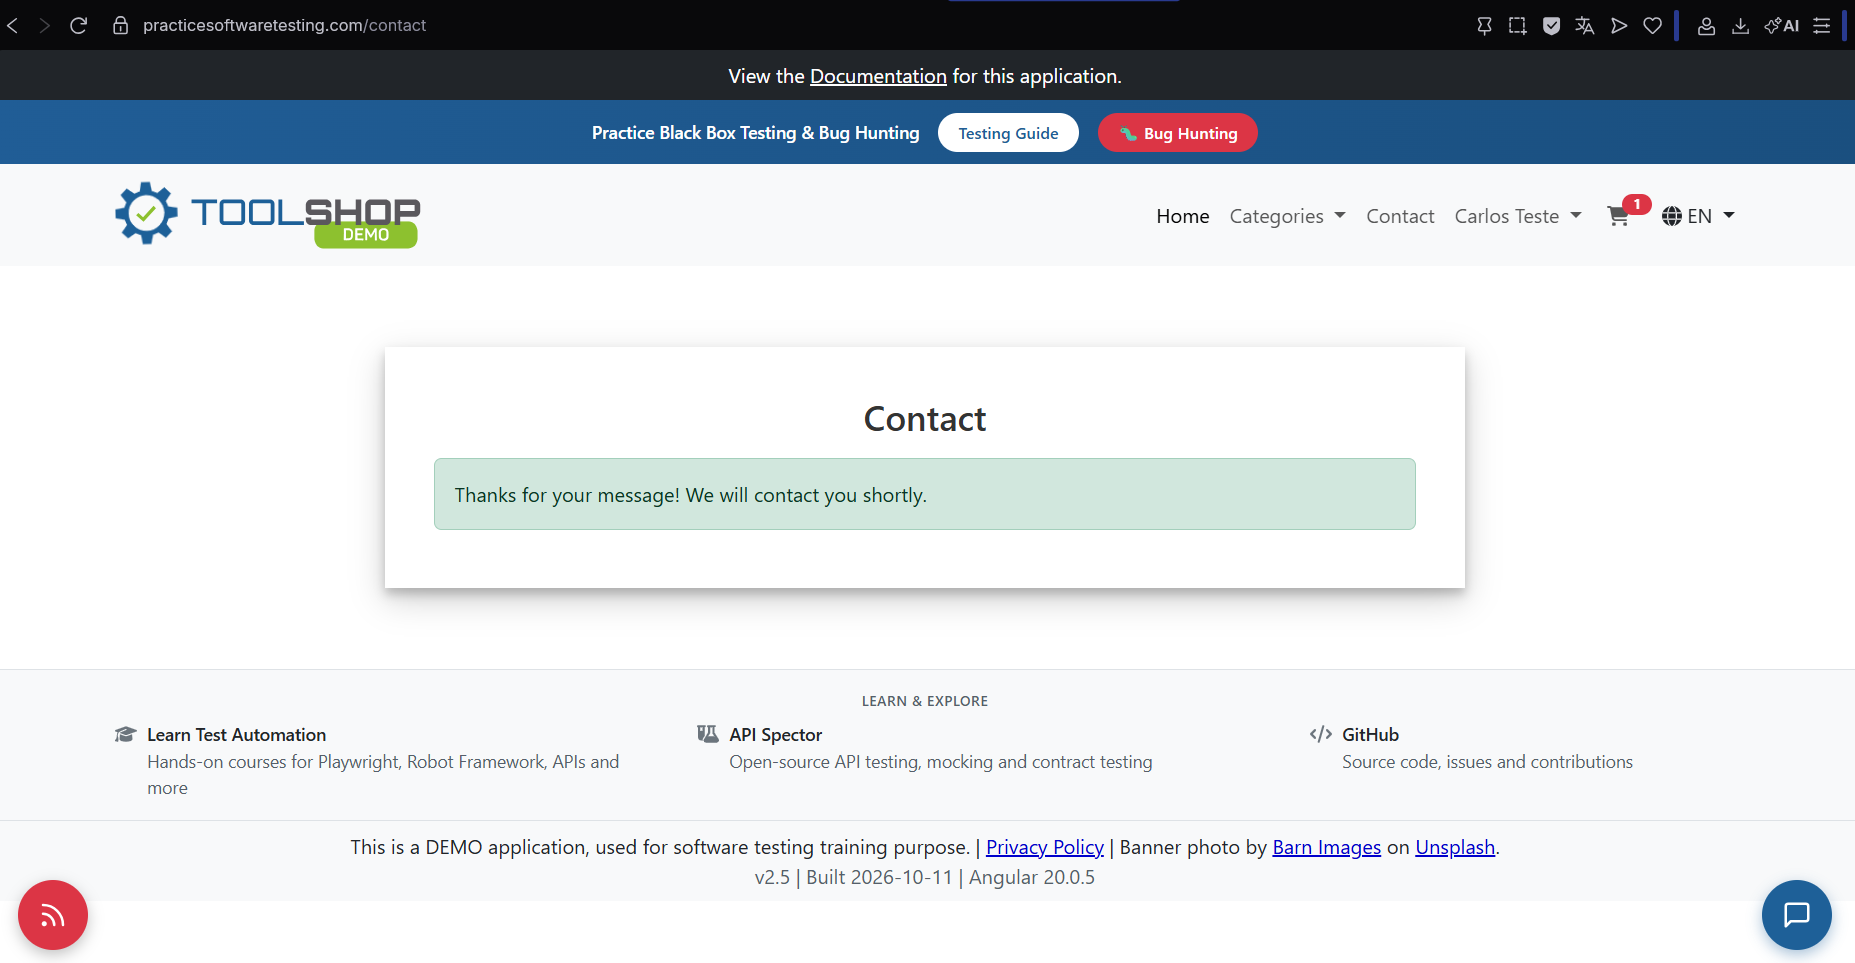 practicesoftwaretesting.com/contact
AI
View the Documentation for this application.
Practice Black Box Testing & Bug Hunting
Testing Guide
Bug Hunting
TOOLSHOP
DEMO
Home
Categories
Contact
Carlos Teste
1
EN
Contact
Thanks for your message! We will contact you shortly.
LEARN & EXPLORE
Learn Test Automation
Hands-on courses for Playwright, Robot Framework, APIs and
more
API Spector
Open-source API testing, mocking and contract testing
GitHub
Source code, issues and contributions
This is a DEMO application, used for software testing training purpose. | Privacy Policy | Banner photo by Barn Images on Unsplash.
v2.5 | Built 2026-10-11 | Angular 20.0.5